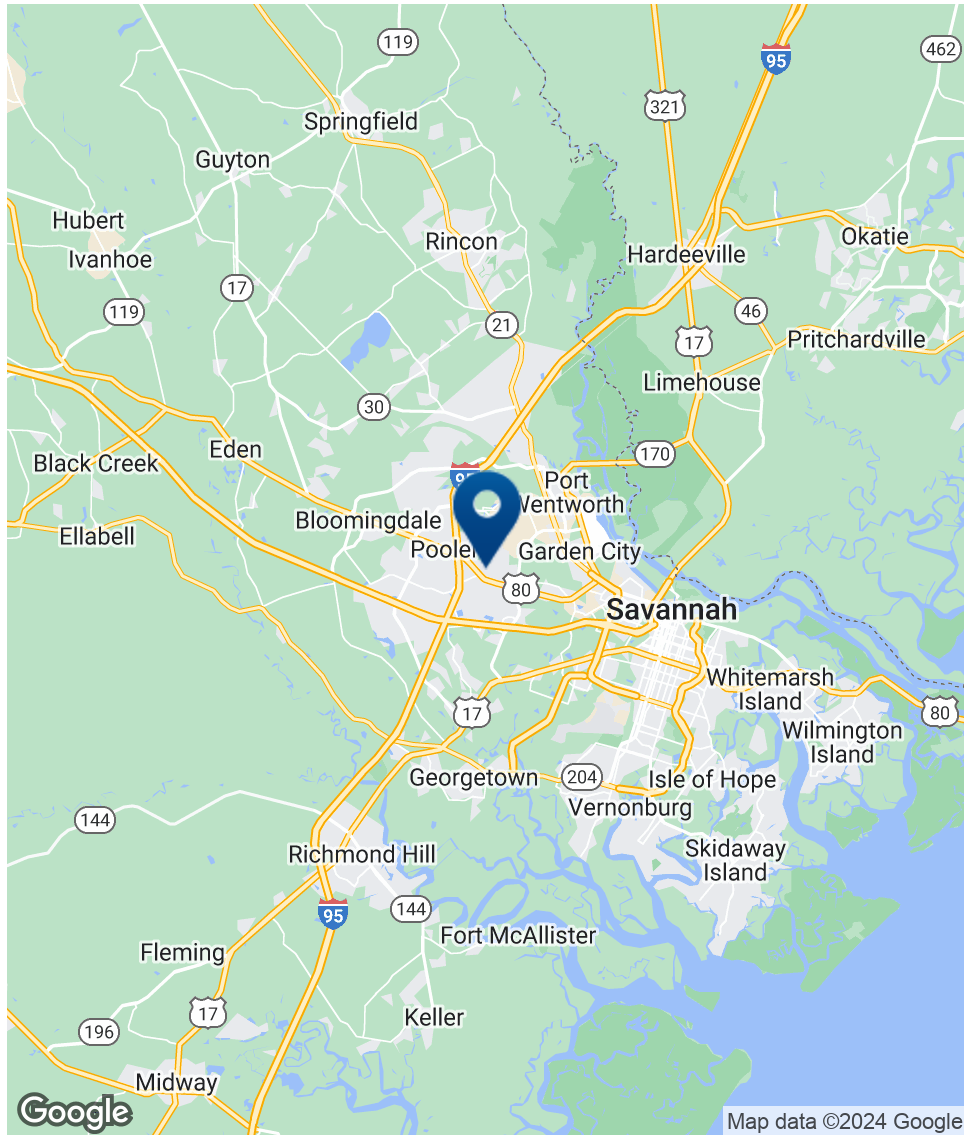 119
462
95
321
Springfield
Guyton
Hubert
Ivanhoe
Rincon
Okatie
Hardeeville
17
119
46
21
17
Pritchardville
Limehouse
30
170
Eden
Black Creek
95
Port
Wentworth
Bloomingdale
Ellabell
Pooler
Garden City
80
Savannah
Whitemarsh
Island
17
80
Wilmington
Island
Georgetown
204
Isle of Hope
Vernonburg
144
Richmond Hill
Skidaway
Island
144
95
Fort McAllister
Fleming
17
Keller
196
Midway
Google
Map data ©2024 Google